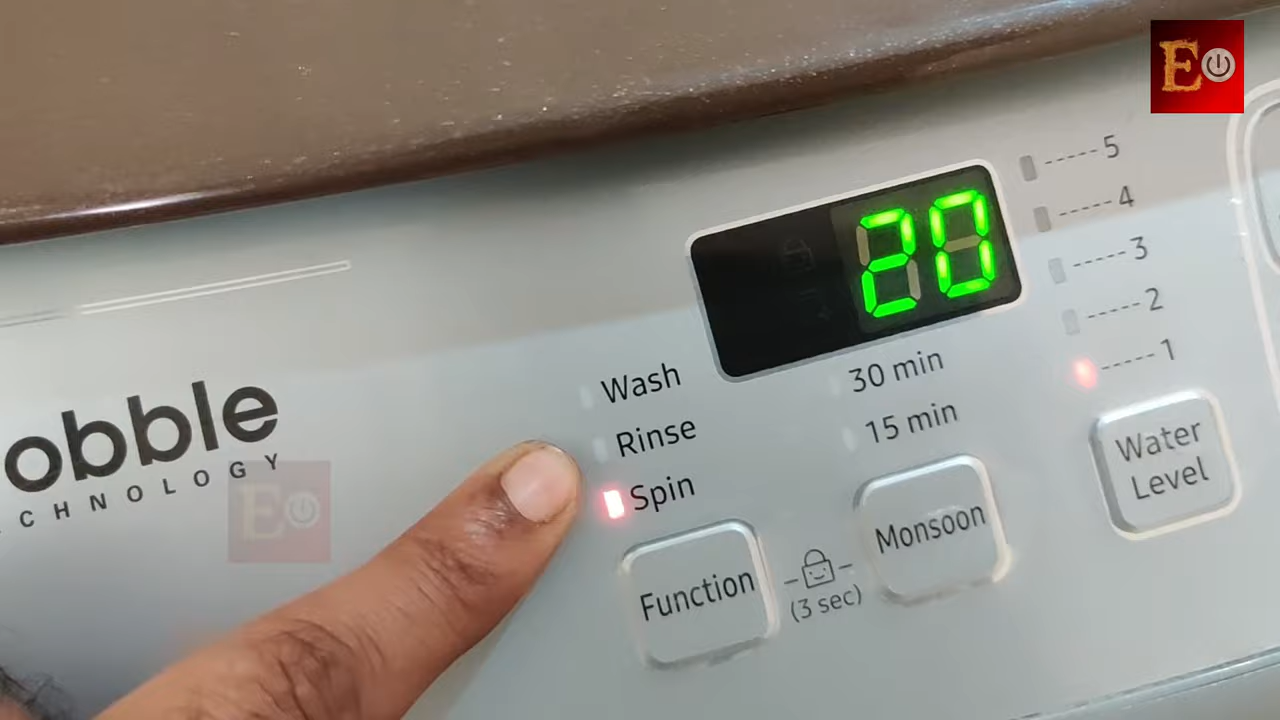 E
20
5
4
3
2
1
obble
CHNOLOGY
Wash
Rinse
Spin
30 min
15 min
Water
Level
Monsoon
Function
(3 sec)
E